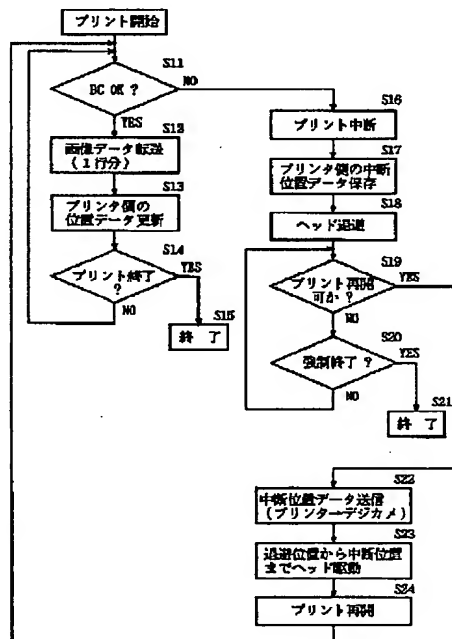 プリント開始
S11
BC OK ?
NO
YES
S12
画像データ転送
(1行分)
S13
プリンタ側の
位置データ更新
S14
プリント終了
?
YES
NO
S15
終 了
S16
プリント中断
S17
プリンタ側の中断
位置データ保存
S18
ヘッド退避
S19
プリント再開
可か?
YES
NO
S20
強制終了 ?
YES
NO
S21
終 了
S22
中断位置データ送信
(プリンターデジカメ)
S23
退避位置から中断位置
までヘッド駆動
S24
プリント再開